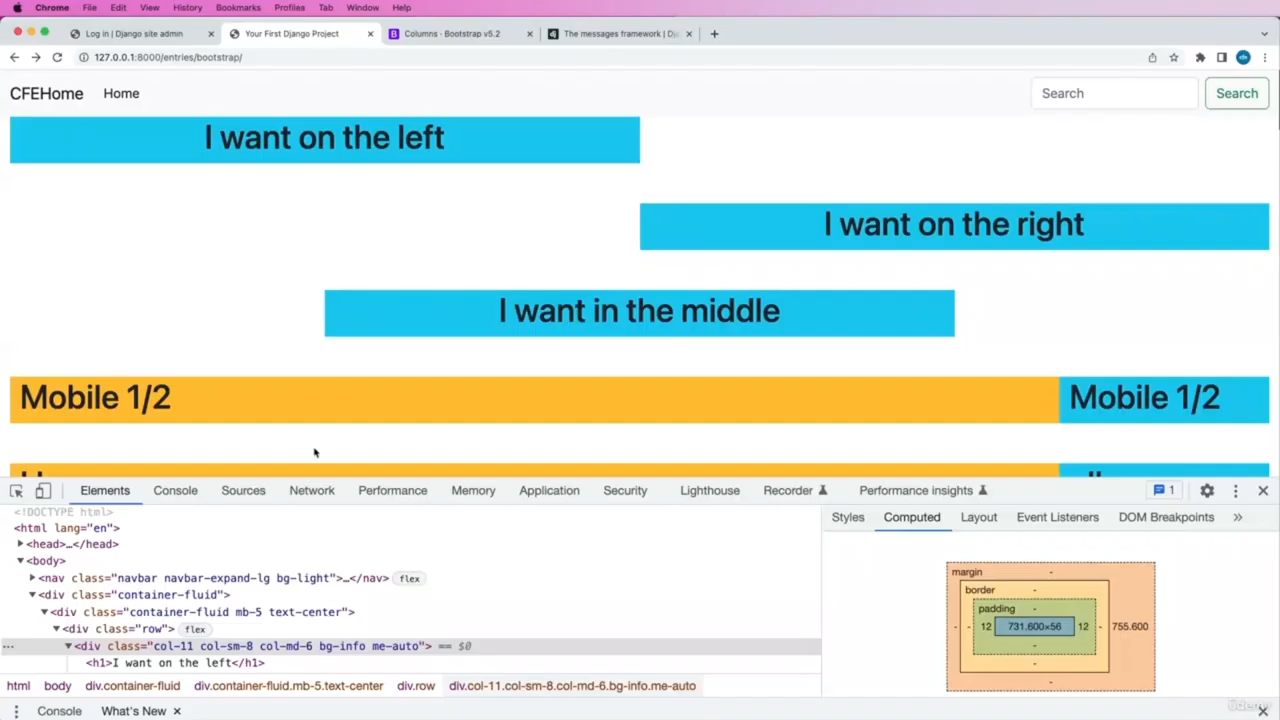 Chrome File Edit View History Bookmarks Profiles Tab Window Help
Log in | Django site admin Your First Django Project Columns · Bootstrap v5.2 The messages framework | Dj
127.0.0.1:8000/entries/bootstrap/
CFEHome Home Search Search
I want on the left
I want on the right
I want in the middle
Mobile 1/2 Mobile 1/2
Elements Console Sources Network Performance Memory Application Security Lighthouse Recorder Performance insights 1
<!DOCTYPE html>
<html lang="en">
<head>…</head>
<body>
<nav class="navbar navbar-expand-lg bg-light">…</nav> flex
<div class="container-fluid">
<div class="container-fluid mb-5 text-center">
<div class="row"> flex
<div class="col-11 col-sm-8 col-md-6 bg-info me-auto"> == $0
<h1>I want on the left</h1>
html body div.container-fluid div.container-fluid.mb-5.text-center div.row div.col-11.col-sm-8.col-md-6.bg-info.me-auto
Styles Computed Layout Event Listeners DOM Breakpoints »
margin -
border -
padding -
- - 12 731.600×56 12 - 755.600
-
-
-
Console What's New
ûdemy